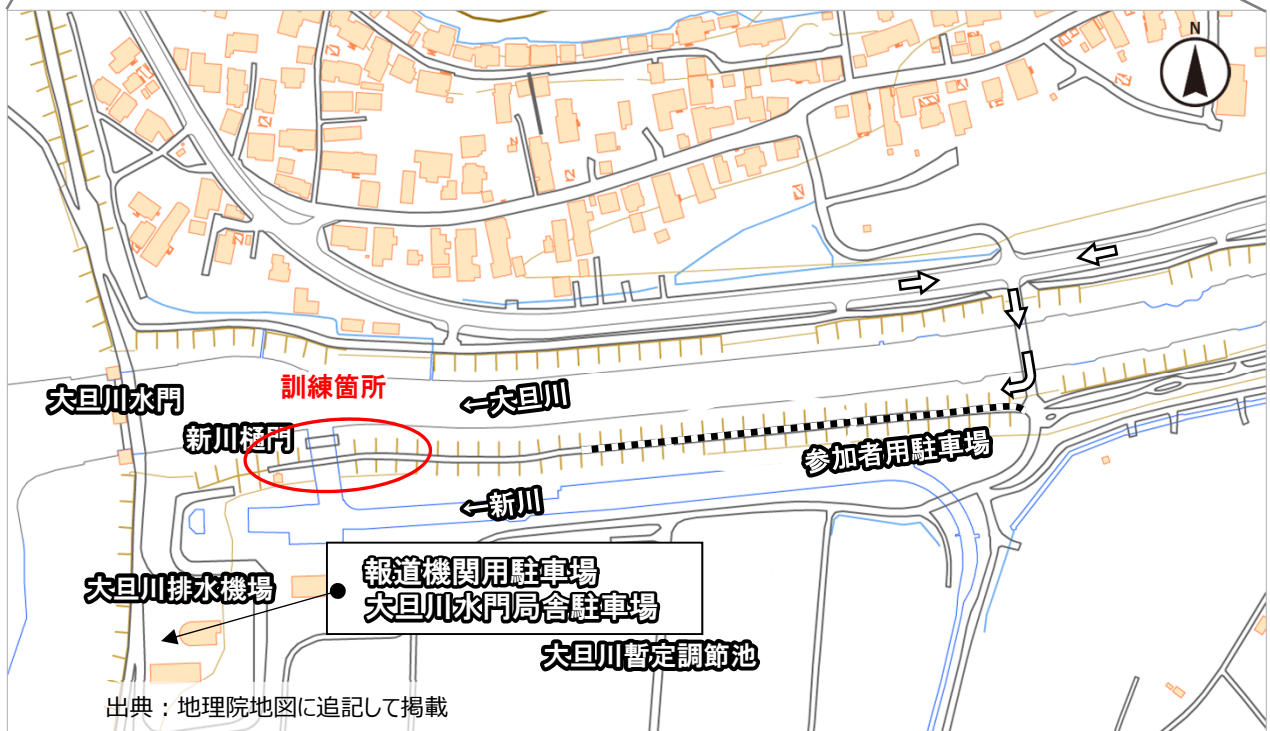 N
訓練箇所
大旦川水門
←大旦川
新川樋門
参加者用駐車場
←新川
報道機関用駐車場
大旦川水門局舎駐車場
大旦川排水機場
大旦川暫定調節池
出典：地理院地図に追記して掲載